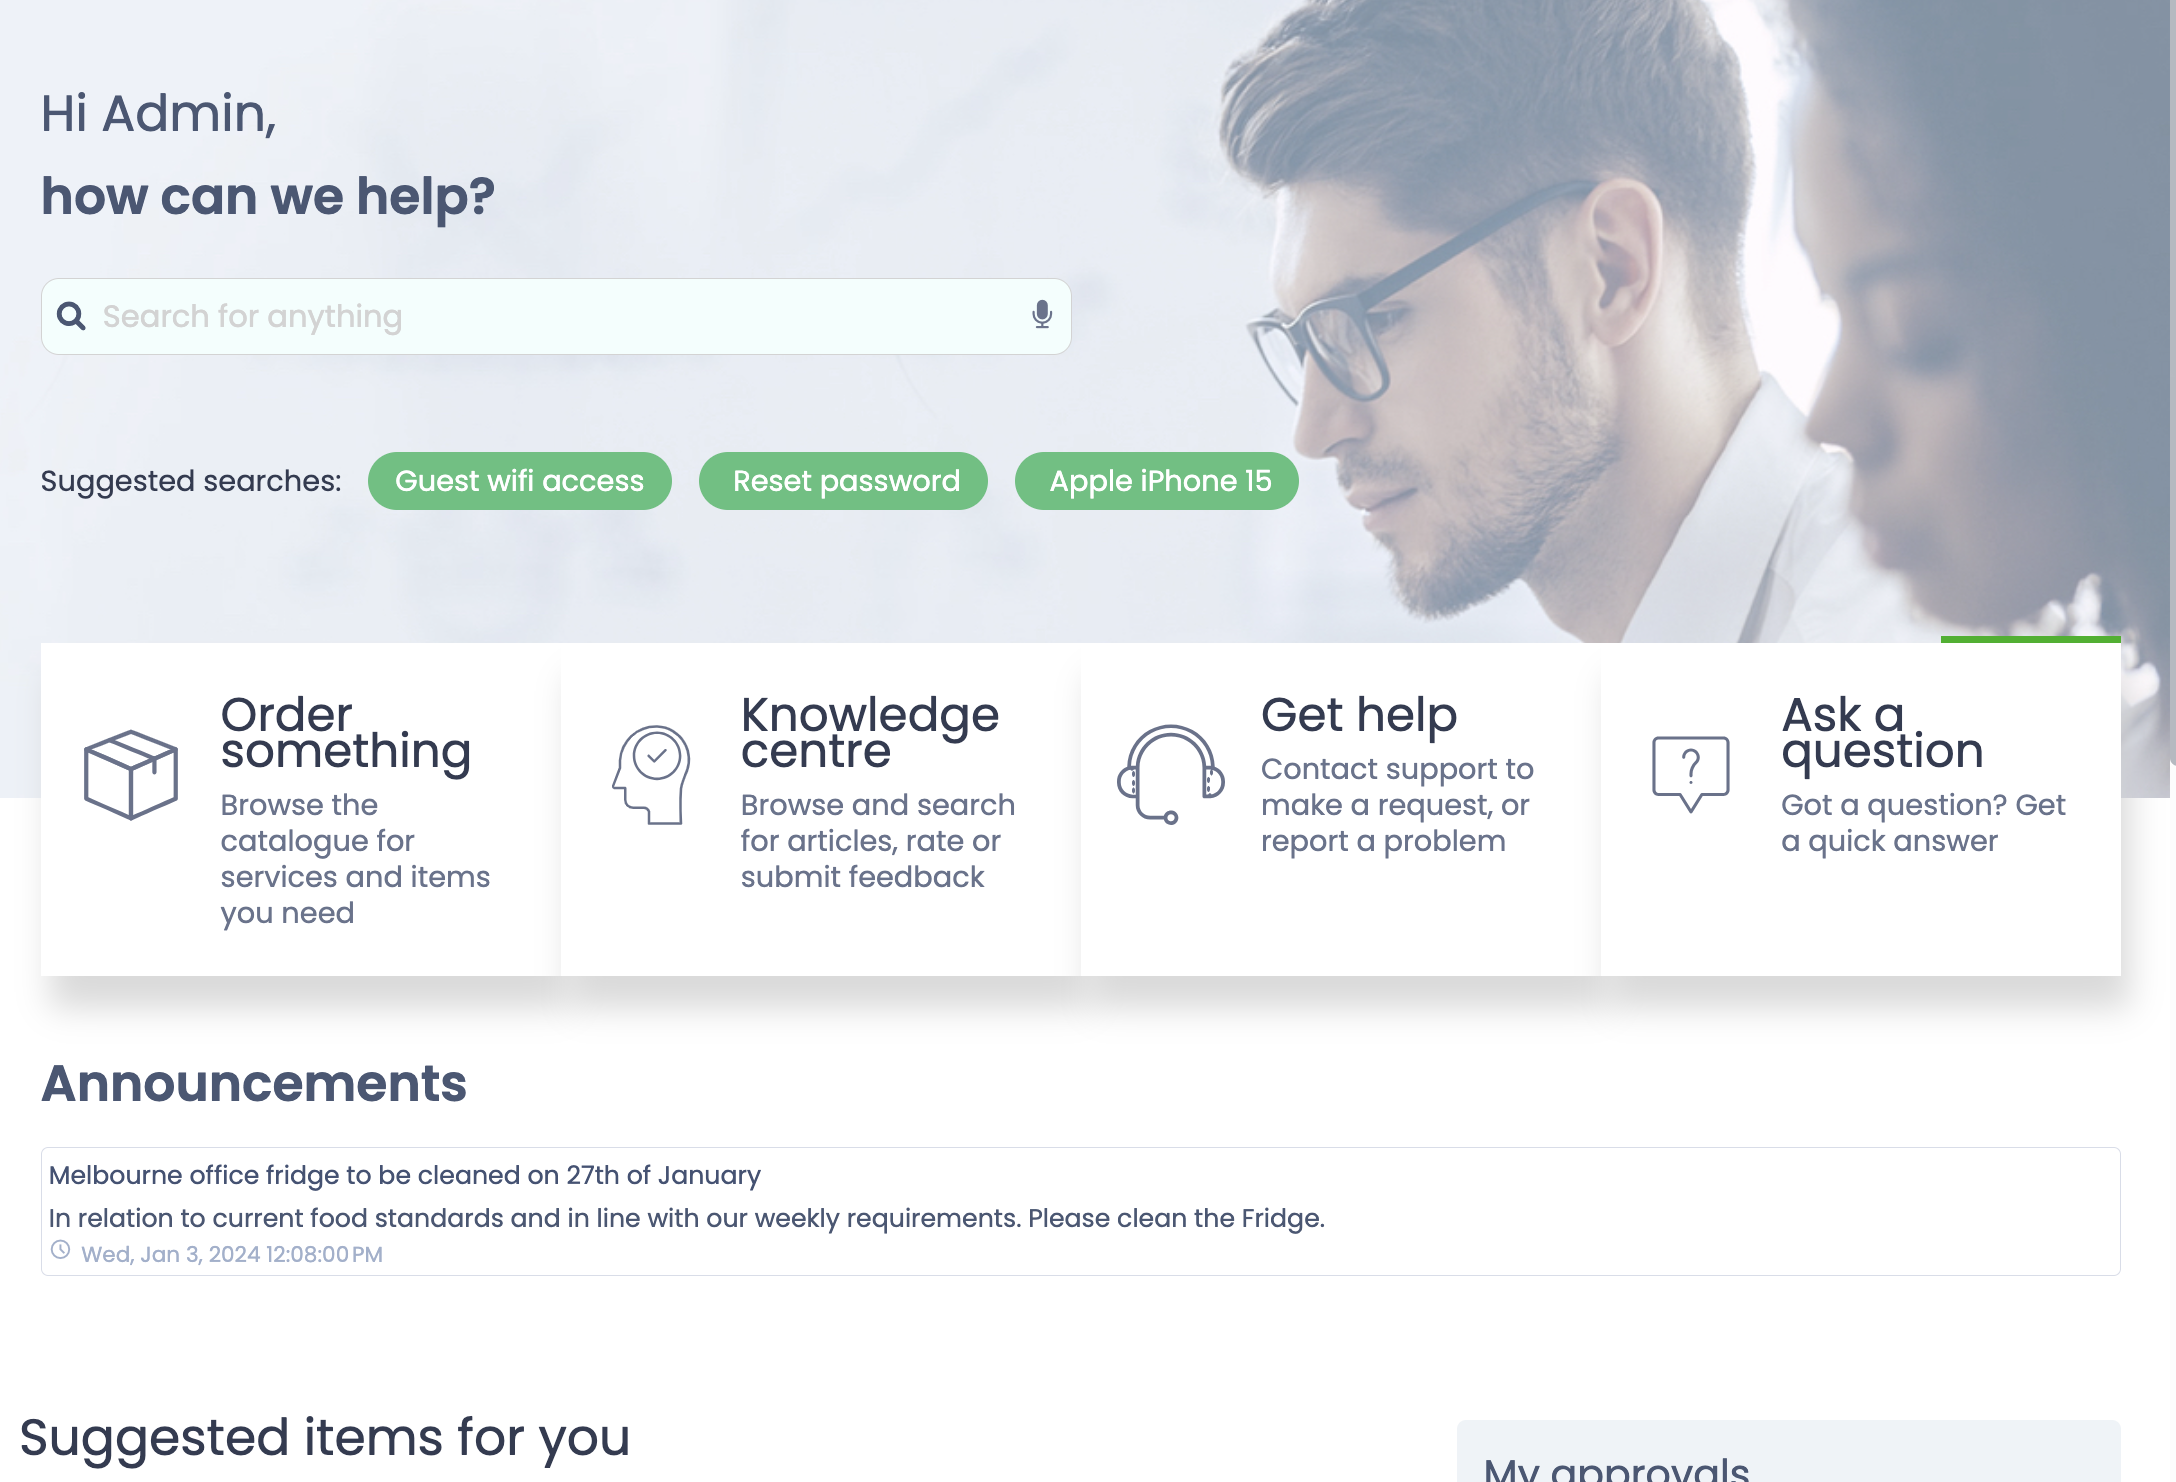 Hi Admin,
how can we help?
Search for anything
Suggested searches:
Guest wifi access
Reset password
Apple iPhone 15
Order
something
Browse the
catalogue for
services and items
you need
Knowledge
centre
Browse and search
for articles, rate or
submit feedback
Get help
Contact support to
make a request, or
report a problem
Ask a
question
Got a question? Get
a quick answer
Announcements
Melbourne office fridge to be cleaned on 27th of January
In relation to current food standards and in line with our weekly requirements. Please clean the Fridge.
Wed, Jan 3, 2024 12:08:00 PM
Suggested items for you
My approvals